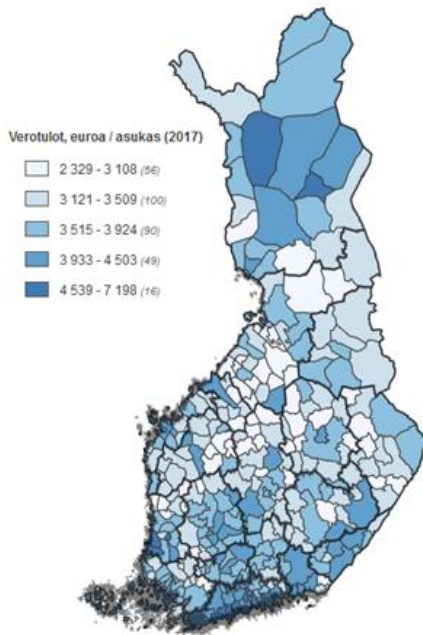 Verotulot, euroa / asukas (2017)
2 329 - 3 108 (56)
3 121 - 3 509 (100)
3 515 - 3 924 (90)
3 933 - 4 503 (49)
4 539 - 7 198 (16)